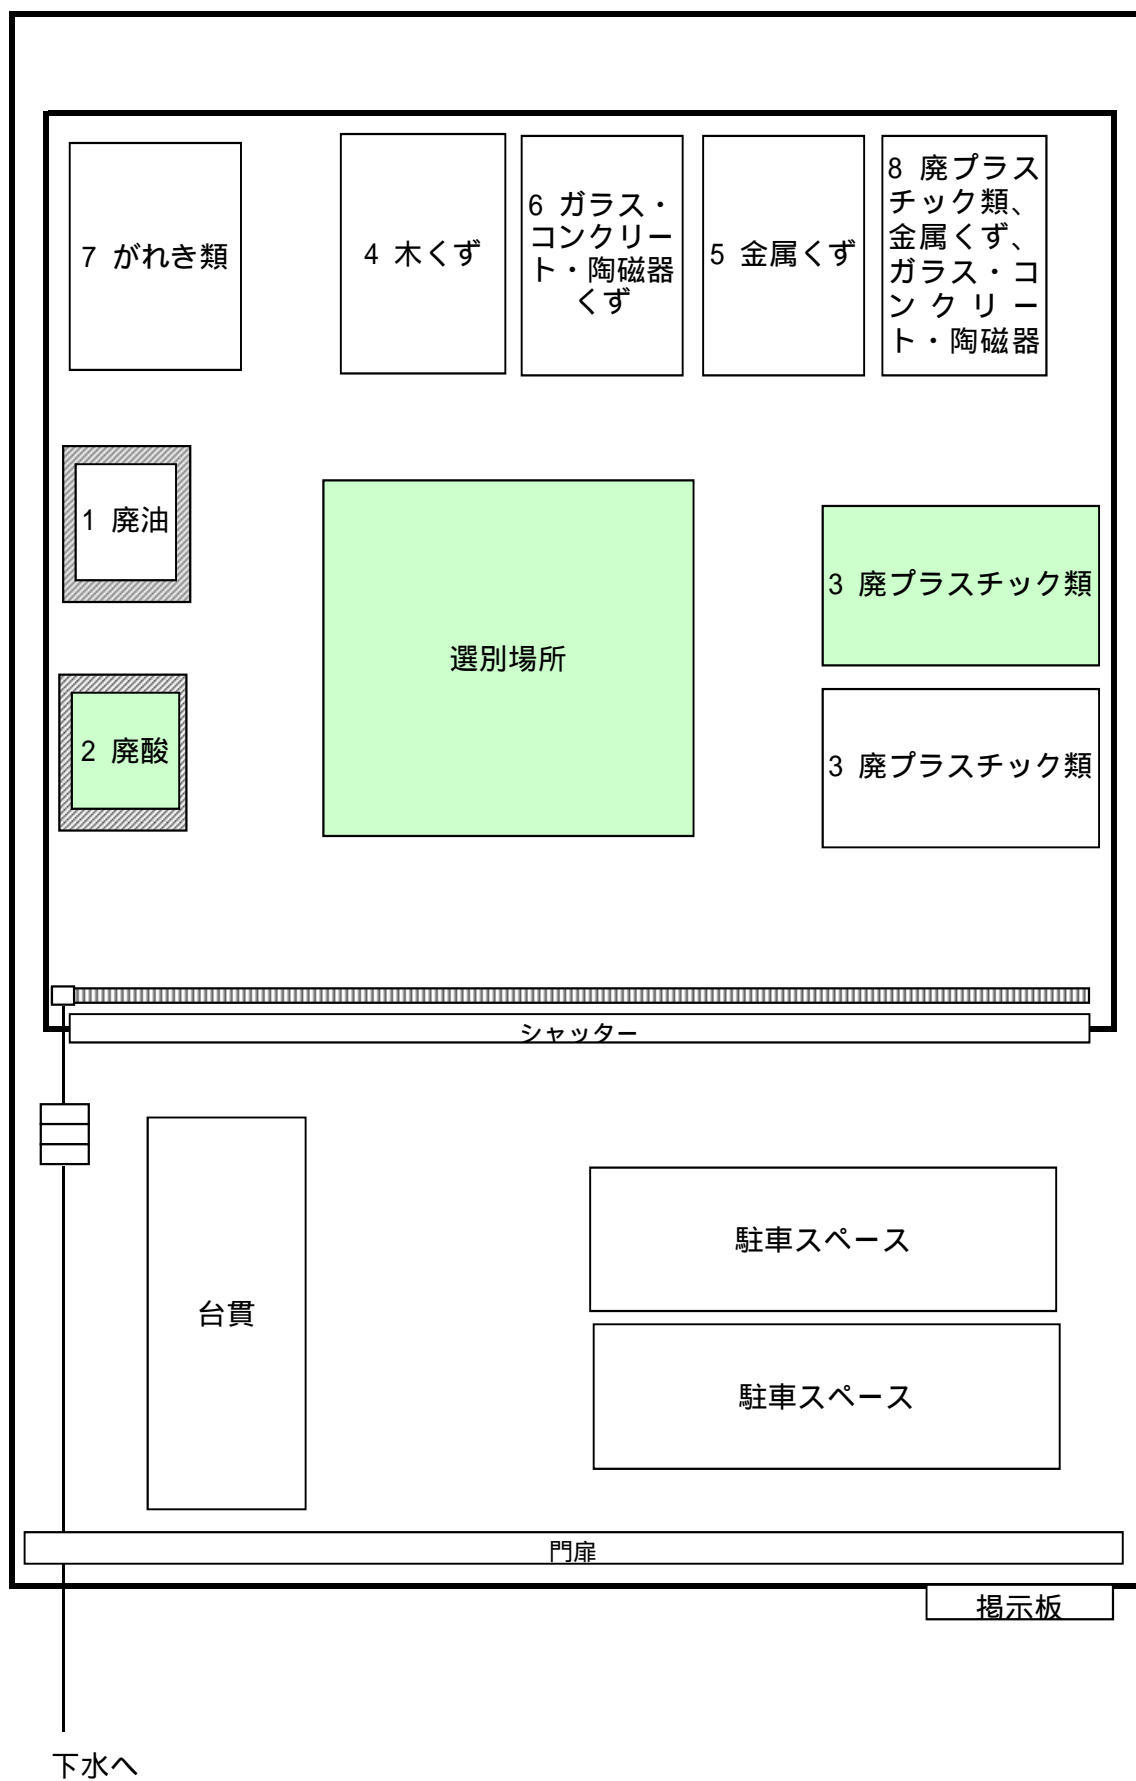 7 がれき類
4 木くず
6 ガラス・
コンクリー
ト・陶磁器
くず
5 金属くず
8 廃プラス
チック類、
金属くず、
ガラス・コ
ンクリー
ト・陶磁器
1 廃油
選別場所
3 廃プラスチック類
2 廃酸
3 廃プラスチック類
シャッター
台貫
駐車スペース
駐車スペース
門扉
掲示板
下水へ